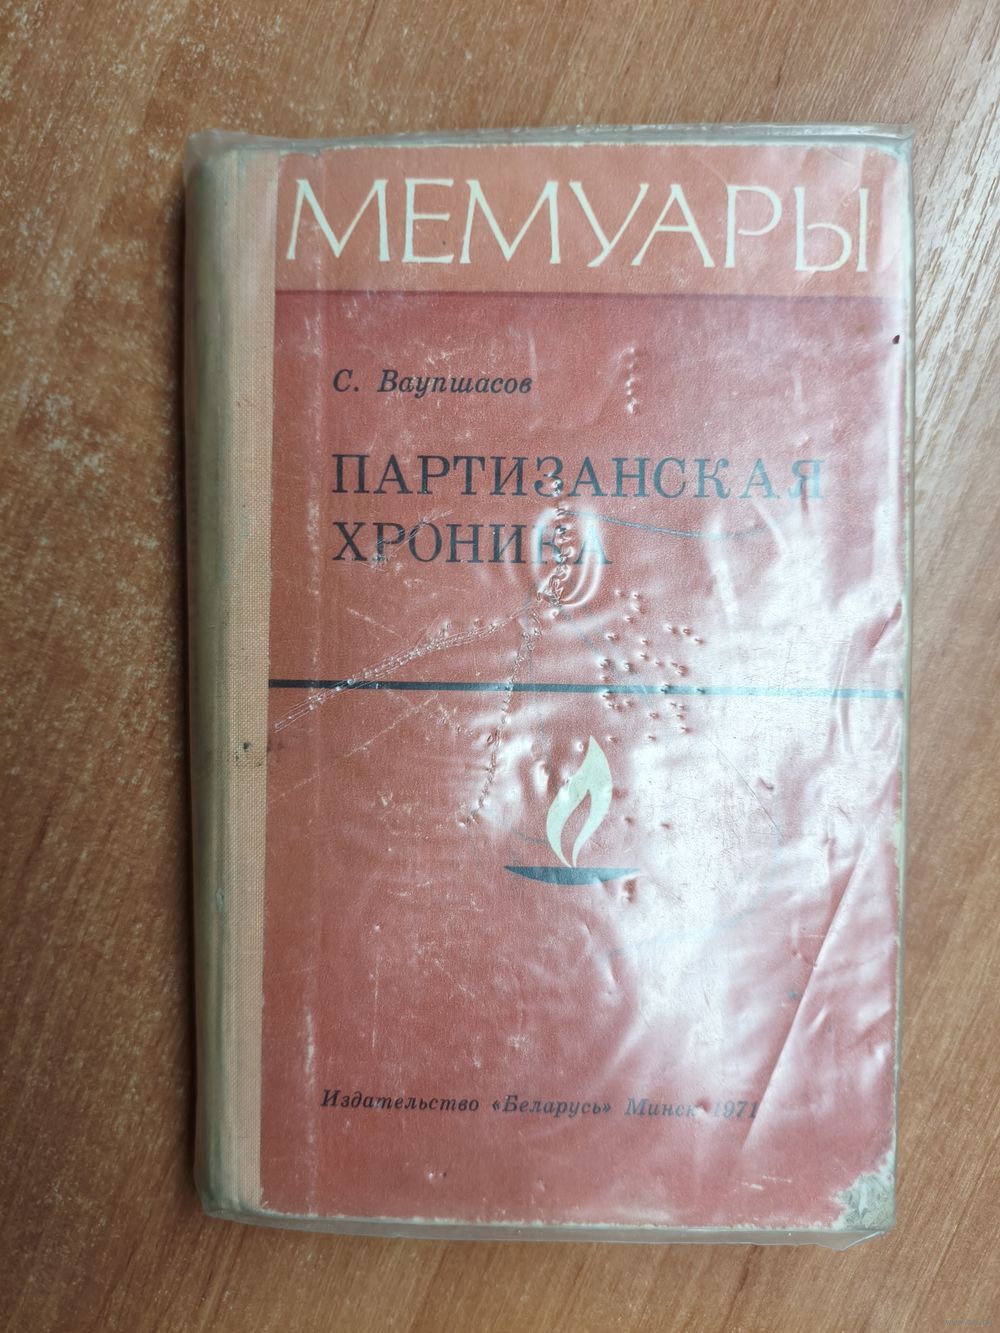 МЕМУАРЫ
С. Ваупшасов
ПАРТИЗАНСКАЯ
ХРОНИКА
Издательство «Беларусь» Минск 1971